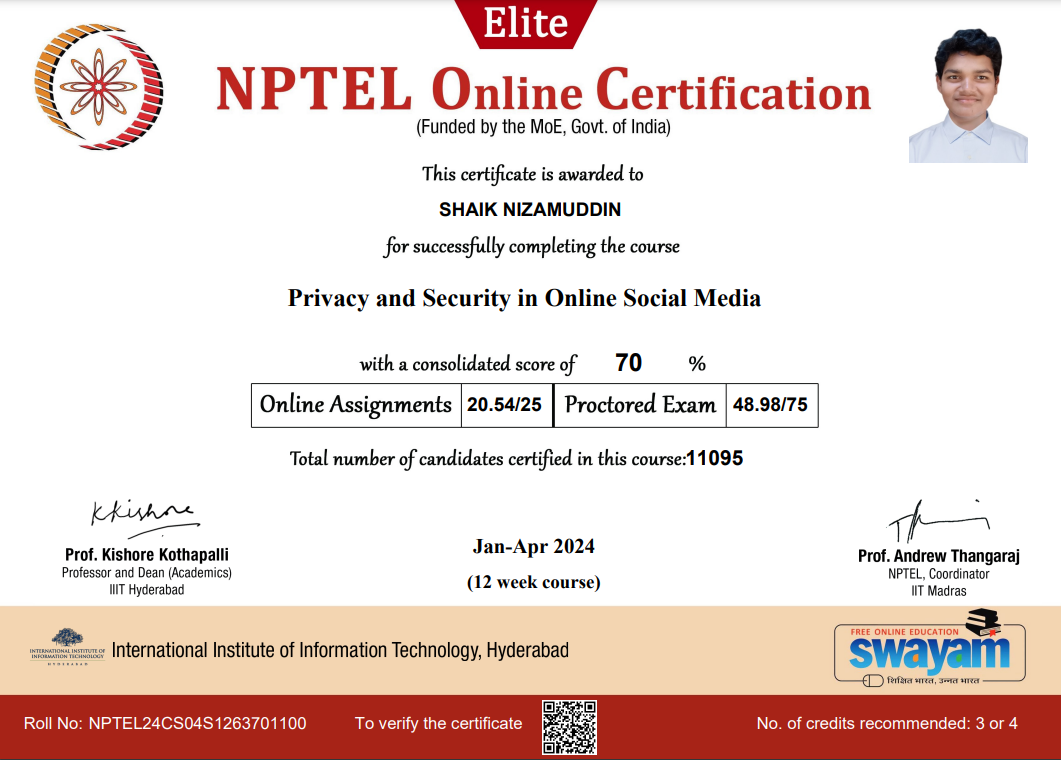 Elite
NPTEL Online Certification
(Funded by the MoE, Govt. of India)
This certificate is awarded to
SHAIK NIZAMUDDIN
for successfully completing the course
Privacy and Security in Online Social Media
with a consolidated score of 70 %
Online Assignments 20.54/25 Proctored Exam 48.98/75
Total number of candidates certified in this course:11095
KKishore
Prof. Kishore Kothapalli
Professor and Dean (Academics)
IIIT Hyderabad
Jan-Apr 2024
(12 week course)
Prof. Andrew Thangaraj
NPTEL, Coordinator
IIT Madras
INTERNATIONAL INSTITUTE OF
INFORMATION TECHNOLOGY
HYDERABAD
International Institute of Information Technology, Hyderabad
FREE ONLINE EDUCATION
swayam
शिक्षित भारत, उन्नत भारत
Roll No: NPTEL24CS04S1263701100
To verify the certificate
No. of credits recommended: 3 or 4